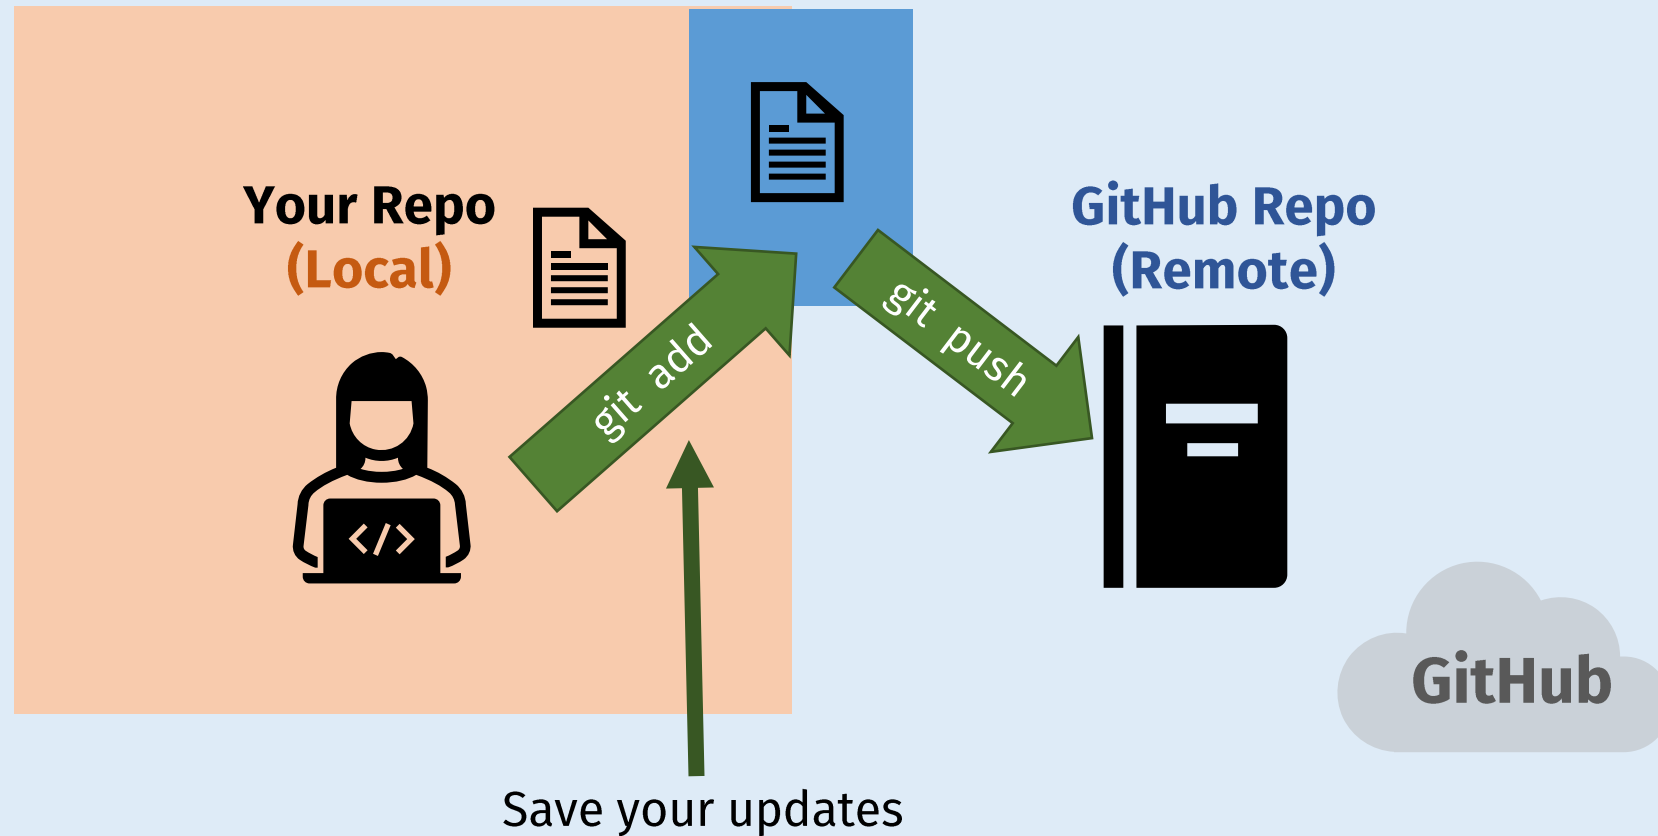 Your Repo
(Local)
git add
git push
GitHub Repo
(Remote)
</>
GitHub
Save your updates